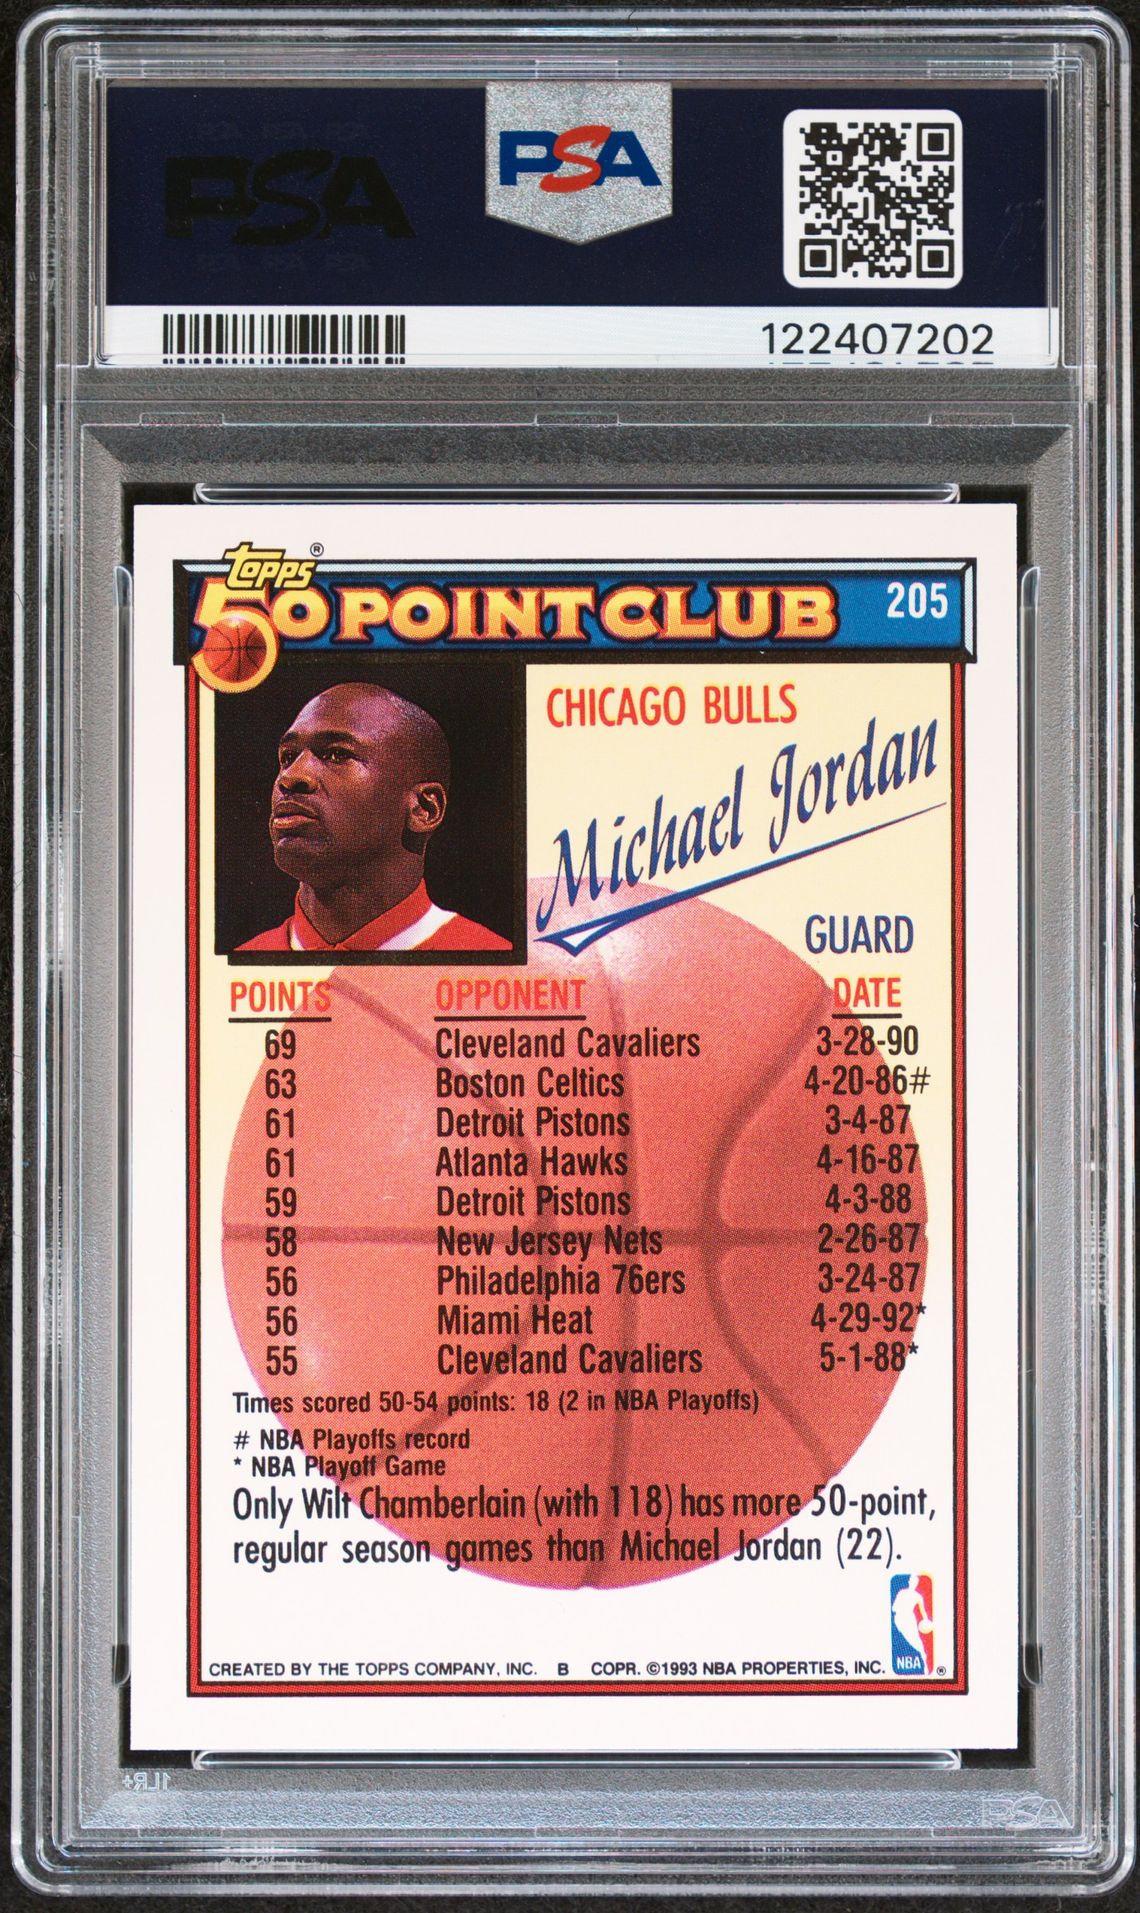 PSA
PSA
122407202
topps®
50 POINT CLUB
205
CHICAGO BULLS
Michael Jordan
GUARD
POINTS OPPONENT DATE
69 Cleveland Cavaliers 3-28-90
63 Boston Celtics 4-20-86#
61 Detroit Pistons 3-4-87
61 Atlanta Hawks 4-16-87
59 Detroit Pistons 4-3-88
58 New Jersey Nets 2-26-87
56 Philadelphia 76ers 3-24-87
56 Miami Heat 4-29-92*
55 Cleveland Cavaliers 5-1-88*
Times scored 50-54 points: 18 (2 in NBA Playoffs)
# NBA Playoffs record
* NBA Playoff Game
Only Wilt Chamberlain (with 118) has more 50-point,
regular season games than Michael Jordan (22).
NBA ®
CREATED BY THE TOPPS COMPANY, INC. B COPR. ©1993 NBA PROPERTIES, INC.
1LR+
PSA